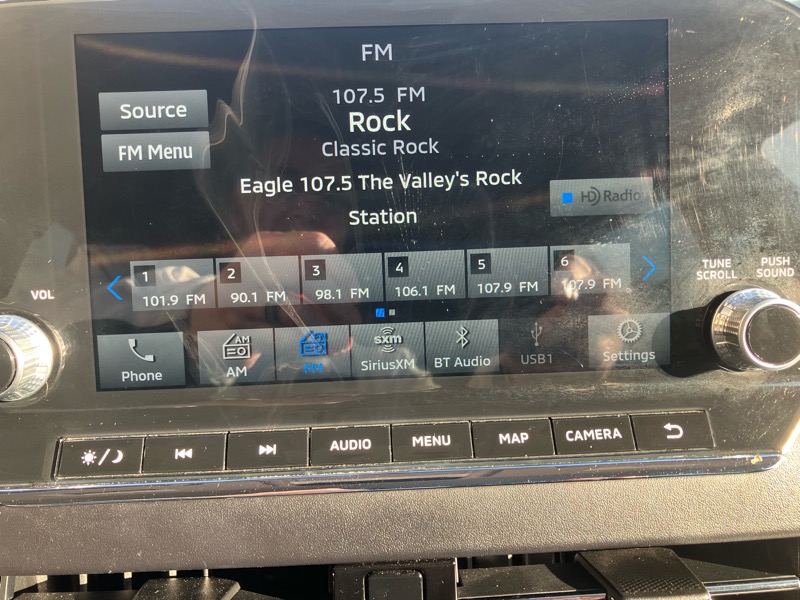 FM
107.5 FM
Source
Rock
FM Menu
Classic Rock
Eagle 107.5 The Valley's Rock
Station
HD Radio
1 2 3 4 5 6
101.9 FM 90.1 FM 98.1 FM 106.1 FM 107.9 FM 107.9 FM
VOL
TUNE
SCROLL
PUSH
SOUND
AM
FM
sxm
Phone AM FM SiriusXM BT Audio USB1 Settings
AUDIO MENU MAP CAMERA